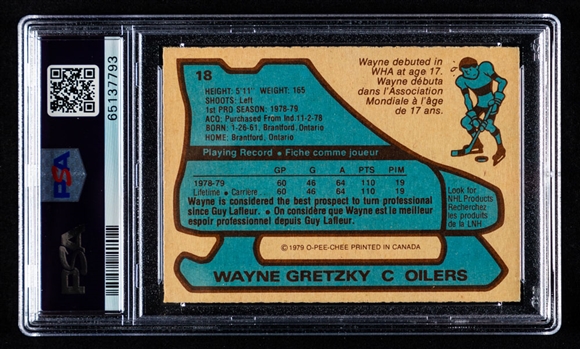 65137793
PSA
PSA
18
HEIGHT: 5'11" WEIGHT: 165
SHOOTS: Left
1st PRO SEASON: 1978-79
ACQ: Purchased From Ind. 11-2-78
BORN: 1-26-61, Brantford, Ontario
HOME: Brantford, Ontario
Wayne debuted in
WHA at age 17.
Wayne débuta
dans l'Association
Mondiale à l'âge
de 17 ans.
Playing Record • Fiche comme joueur
GP G A PTS PIM
1978-79 60 46 64 110 19
Lifetime • Carrière 60 46 64 110 19
Wayne is considered the best prospect to turn professional
since Guy Lafleur. • On considère que Wayne est le meilleur
espoir professionnel depuis Guy Lafleur.
Look for
NHL Products
Recherchez
les produits
de la LNH
©1979 O-PEE-CHEE PRINTED IN CANADA
WAYNE GRETZKY C OILERS